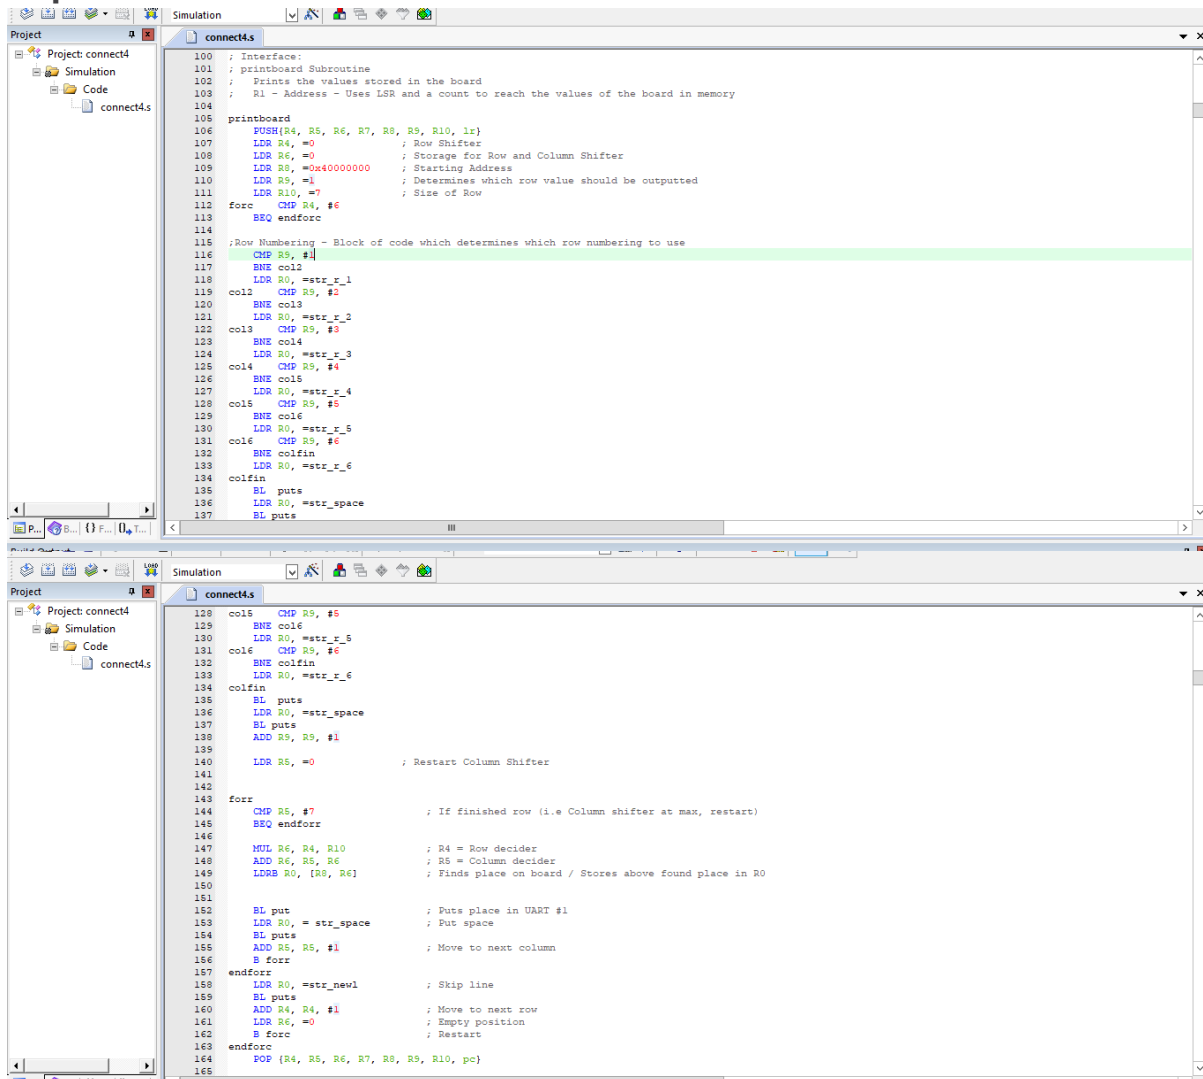 Simulation
Project
connect4.s
Project: connect4
Simulation
Code
connect4.s
100 ; Interface:
101 ; printboard Subroutine
102 ;   Prints the values stored in the board
103 ;   R1 - Address - Uses LSR and a count to reach the values of the board in memory
104
105 printboard
106     PUSH{R4, R5, R6, R7, R8, R9, R10, lr}
107     LDR R4, =0              ; Row Shifter
108     LDR R6, =0              ; Storage for Row and Column Shifter
109     LDR R8, =0x40000000     ; Starting Address
110     LDR R9, =1              ; Determines which row value should be outputted
111     LDR R10, =7             ; Size of Row
112 forc    CMP R4, #6
113     BEQ endforc
114
115 ;Row Numbering - Block of code which determines which row numbering to use
116     CMP R9, #1
117     BNE col2
118     LDR R0, =str_r_1
119 col2    CMP R9, #2
120     BNE col3
121     LDR R0, =str_r_2
122 col3    CMP R9, #3
123     BNE col4
124     LDR R0, =str_r_3
125 col4    CMP R9, #4
126     BNE col5
127     LDR R0, =str_r_4
128 col5    CMP R9, #5
129     BNE col6
130     LDR R0, =str_r_5
131 col6    CMP R9, #6
132     BNE colfin
133     LDR R0, =str_r_6
134 colfin
135     BL  puts
136     LDR R0, =str_space
137     BL puts
P... B... {} F... 0 T...
Simulation
Project
connect4.s
Project: connect4
Simulation
Code
connect4.s
128 col5    CMP R9, #5
129     BNE col6
130     LDR R0, =str_r_5
131 col6    CMP R9, #6
132     BNE colfin
133     LDR R0, =str_r_6
134 colfin
135     BL  puts
136     LDR R0, =str_space
137     BL puts
138     ADD R9, R9, #1
139
140     LDR R5, =0              ; Restart Column Shifter
141
142
143 forr
144     CMP R5, #7                  ; If finished row (i.e Column shifter at max, restart)
145     BEQ endforr
146
147     MUL R6, R4, R10             ; R4 = Row decider
148     ADD R6, R5, R6              ; R5 = Column decider
149     LDRB R0, [R8, R6]           ; Finds place on board / Stores above found place in R0
150
151
152     BL put                      ; Puts place in UART #1
153     LDR R0, = str_space         ; Put space
154     BL puts
155     ADD R5, R5, #1              ; Move to next column
156     B forr
157 endforr
158     LDR R0, =str_newl           ; Skip line
159     BL puts
160     ADD R4, R4, #1              ; Move to next row
161     LDR R6, =0                  ; Empty position
162     B forc                      ; Restart
163 endforc
164     POP {R4, R5, R6, R7, R8, R9, R10, pc}
165